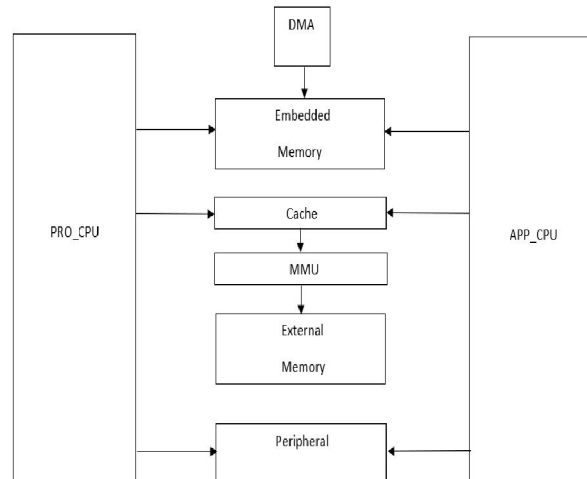 DMA
Embedded
Memory
Cache
PRO_CPU
APP_CPU
MMU
External
Memory
Peripheral